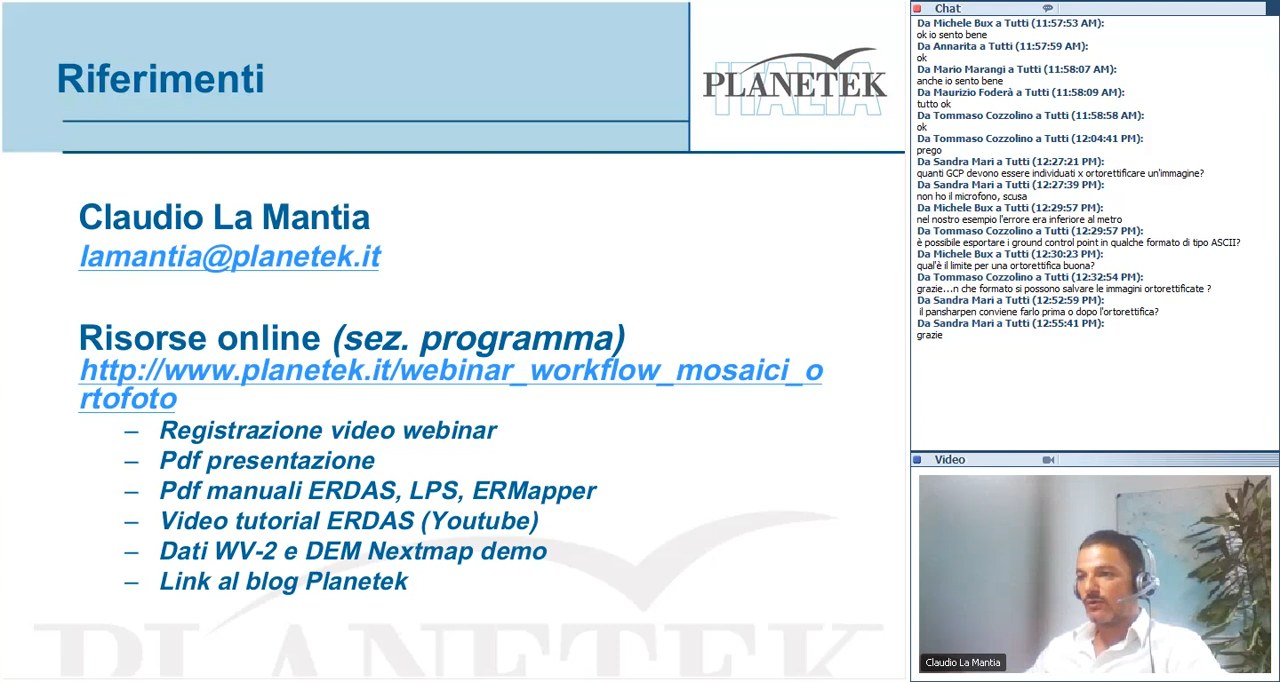 Riferimenti
PLANETEK
ITALIA
Claudio La Mantia
lamantia@planetek.it
Risorse online (sez. programma)
http://www.planetek.it/webinar_workflow_mosaici_o
rtofoto
– Registrazione video webinar
– Pdf presentazione
– Pdf manuali ERDAS, LPS, ERMapper
– Video tutorial ERDAS (Youtube)
– Dati WV-2 e DEM Nextmap demo
– Link al blog Planetek
PLANETEK
Chat
Da Michele Bux a Tutti (11:57:53 AM):
ok io sento bene
Da Annarita a Tutti (11:57:59 AM):
ok
Da Mario Marangi a Tutti (11:58:07 AM):
anche io sento bene
Da Maurizio Foderà a Tutti (11:58:09 AM):
tutto ok
Da Tommaso Cozzolino a Tutti (11:58:58 AM):
ok
Da Tommaso Cozzolino a Tutti (12:04:41 PM):
prego
Da Sandra Mari a Tutti (12:27:21 PM):
quanti GCP devono essere individuati x ortorettificare un'immagine?
Da Sandra Mari a Tutti (12:27:39 PM):
non ho il microfono, scusa
Da Michele Bux a Tutti (12:29:57 PM):
nel nostro esempio l'errore era inferiore al metro
Da Tommaso Cozzolino a Tutti (12:29:57 PM):
è possibile esportare i ground control point in qualche formato di tipo ASCII?
Da Michele Bux a Tutti (12:30:23 PM):
qual'è il limite per una ortorettifica buona?
Da Tommaso Cozzolino a Tutti (12:32:54 PM):
grazie...n che formato si possono salvare le immagini ortorettificate ?
Da Sandra Mari a Tutti (12:52:59 PM):
il pansharpen conviene farlo prima o dopo l'ortorettifica?
Da Sandra Mari a Tutti (12:55:41 PM):
grazie
Video
Claudio La Mantia